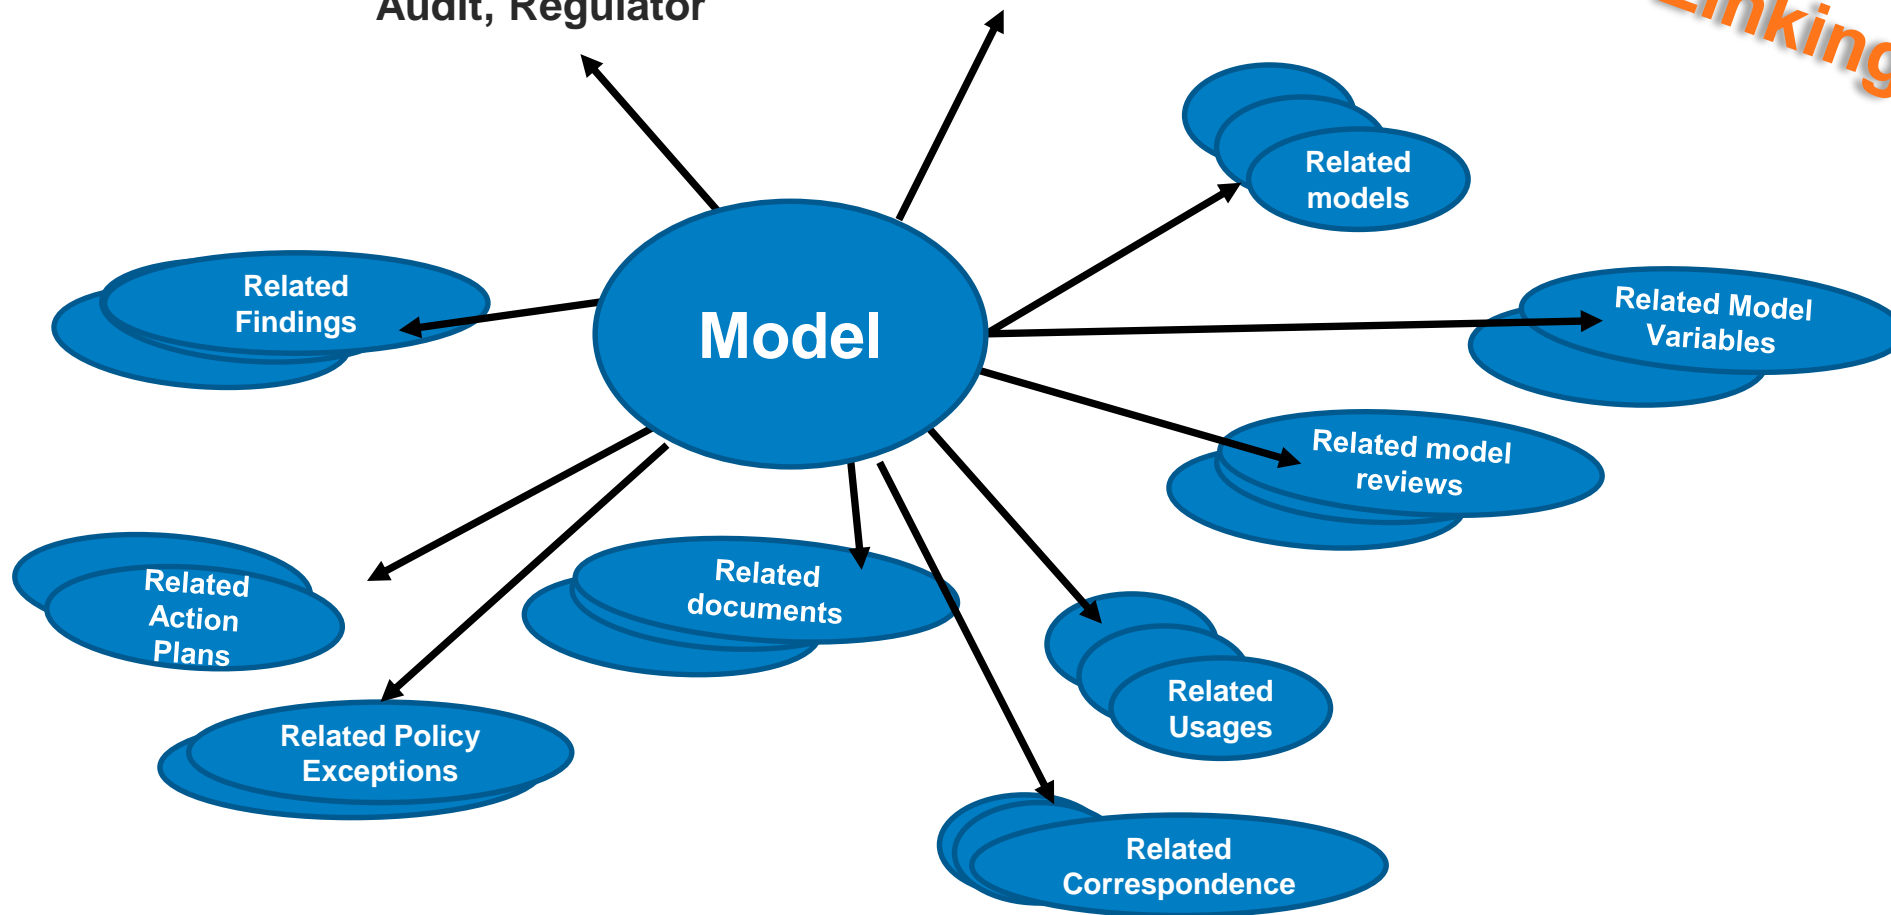 Audit, Regulator
Linking
Related
models
Related
Findings
Model
Related Model
Variables
Related model
reviews
Related
Action
Plans
Related
documents
Related
Usages
Related Policy
Exceptions
Related
Correspondence